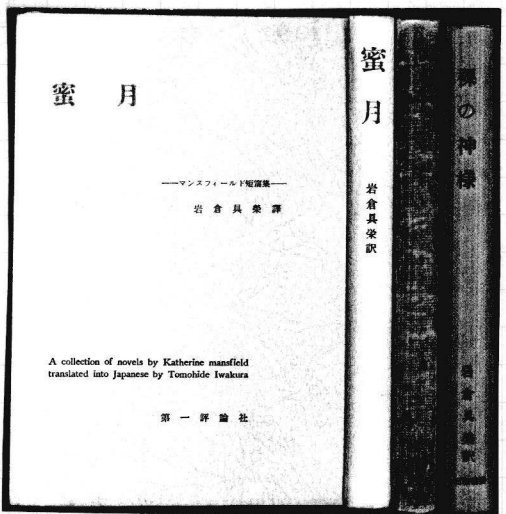 蜜月
――マンスフィールド短篇集――
岩倉具榮譯
A collection of novels by Katherine mansfield
translated into Japanese by Tomohide Iwakura
第一評論社
蜜月
岩倉具栄訳
の神様
岩倉具榮訳